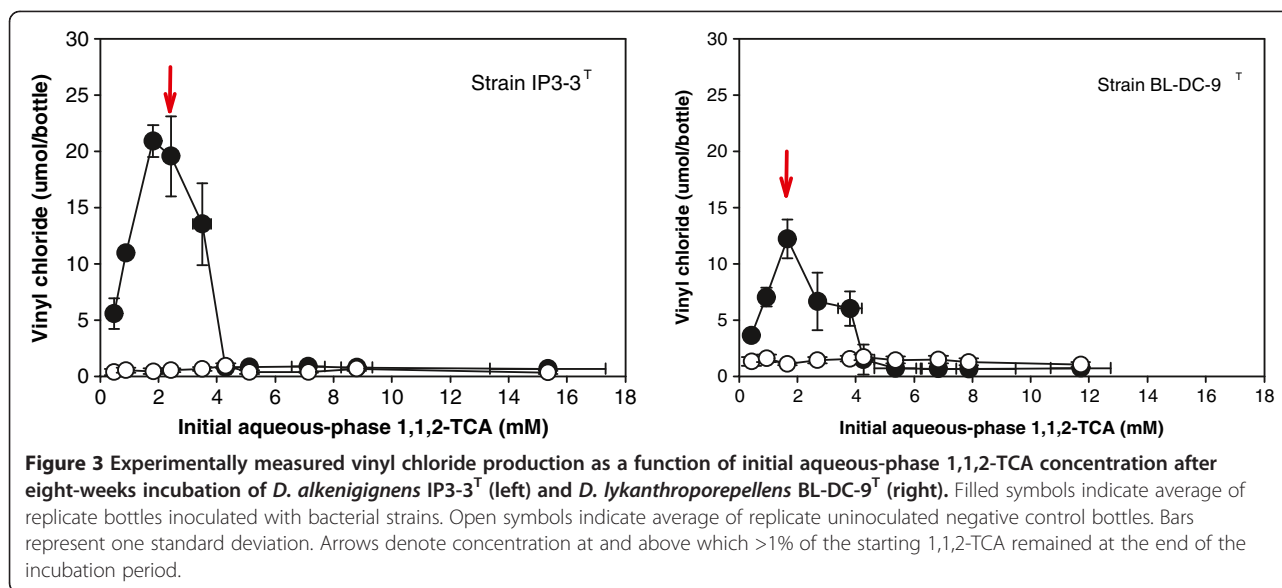 30
25
20
15
10
5
0
Vinyl chloride (umol/bottle)
Strain IP3-3 T
0 2 4 6 8 10 12 14 16 18
Initial aqueous-phase 1,1,2-TCA (mM)
30
25
20
15
10
5
0
Vinyl chloride (umol/bottle)
Strain BL-DC-9 T
0 2 4 6 8 10 12 14 16 18
Initial aqueous-phase 1,1,2-TCA (mM)
Figure 3 Experimentally measured vinyl chloride production as a function of initial aqueous-phase 1,1,2-TCA concentration after
eight-weeks incubation of D. alkenigignens IP3-3T (left) and D. lykanthroporepellens BL-DC-9T (right). Filled symbols indicate average of
replicate bottles inoculated with bacterial strains. Open symbols indicate average of replicate uninoculated negative control bottles. Bars
represent one standard deviation. Arrows denote concentration at and above which >1% of the starting 1,1,2-TCA remained at the end of the
incubation period.